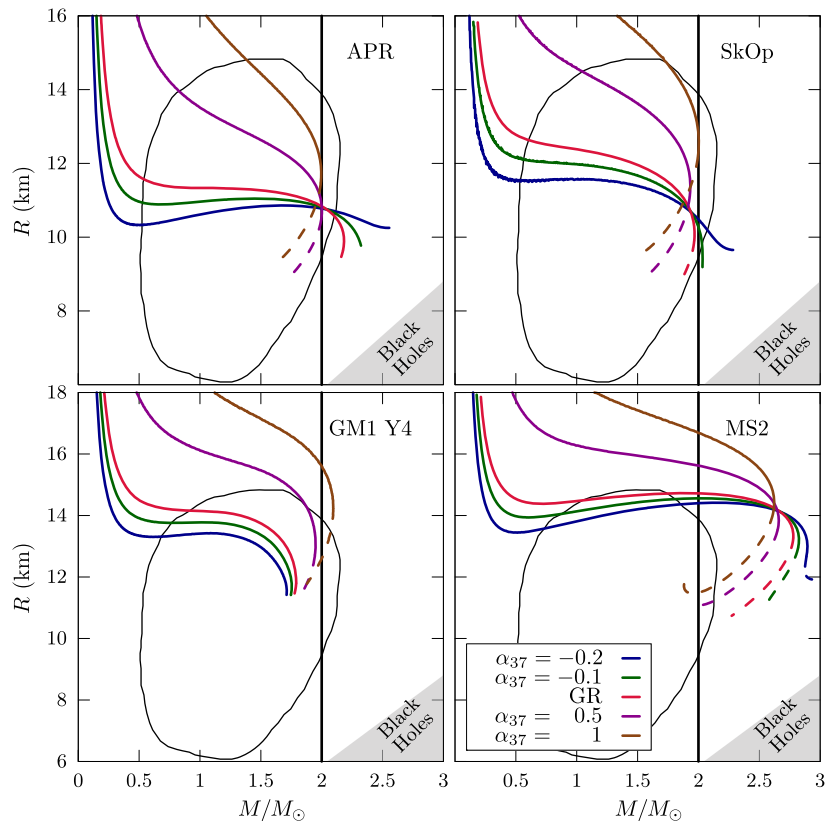 16
14
12
10
8
R (km)
APR
Black
Holes
SkOp
Black
Holes
18
16
14
12
10
8
6
R (km)
GM1 Y4
Black
Holes
MS2
α₃₇ = −0.2
α₃₇ = −0.1
GR
α₃₇ = 0.5
α₃₇ = 1
Black
Holes
0 0.5 1 1.5 2 2.5 3
0.5 1 1.5 2 2.5 3
M/M⊙
M/M⊙